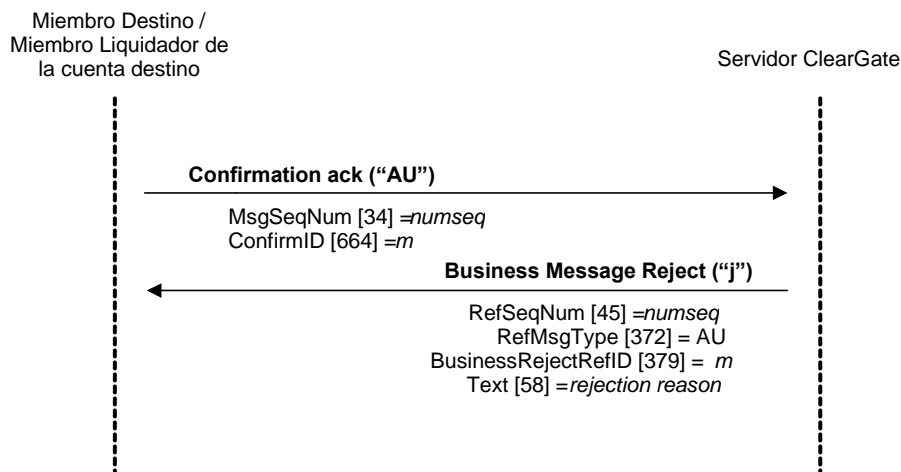 Miembro Destino /
Miembro Liquidador de
la cuenta destino
Servidor ClearGate
Confirmation ack (“AU”)
MsgSeqNum [34] =numseq
ConfirmID [664] =m
Business Message Reject (“j”)
RefSeqNum [45] =numseq
RefMsgType [372] = AU
BusinessRejectRefID [379] = m
Text [58] =rejection reason